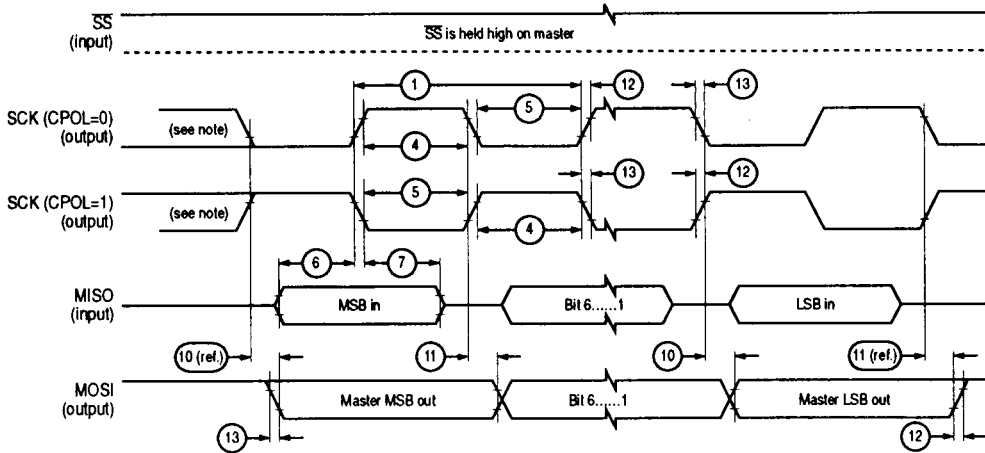 SS
(input)
SS is held high on master
1
12
13
SCK (CPOL=0)
(output)
(see note)
5
4
13
12
SCK (CPOL=1)
(output)
(see note)
5
4
6
7
MISO
(input)
MSB in
Bit 6......1
LSB in
10 (ref.)
11
10
11 (ref.)
MOSI
(output)
Master MSB out
Bit 6......1
Master LSB out
13
12